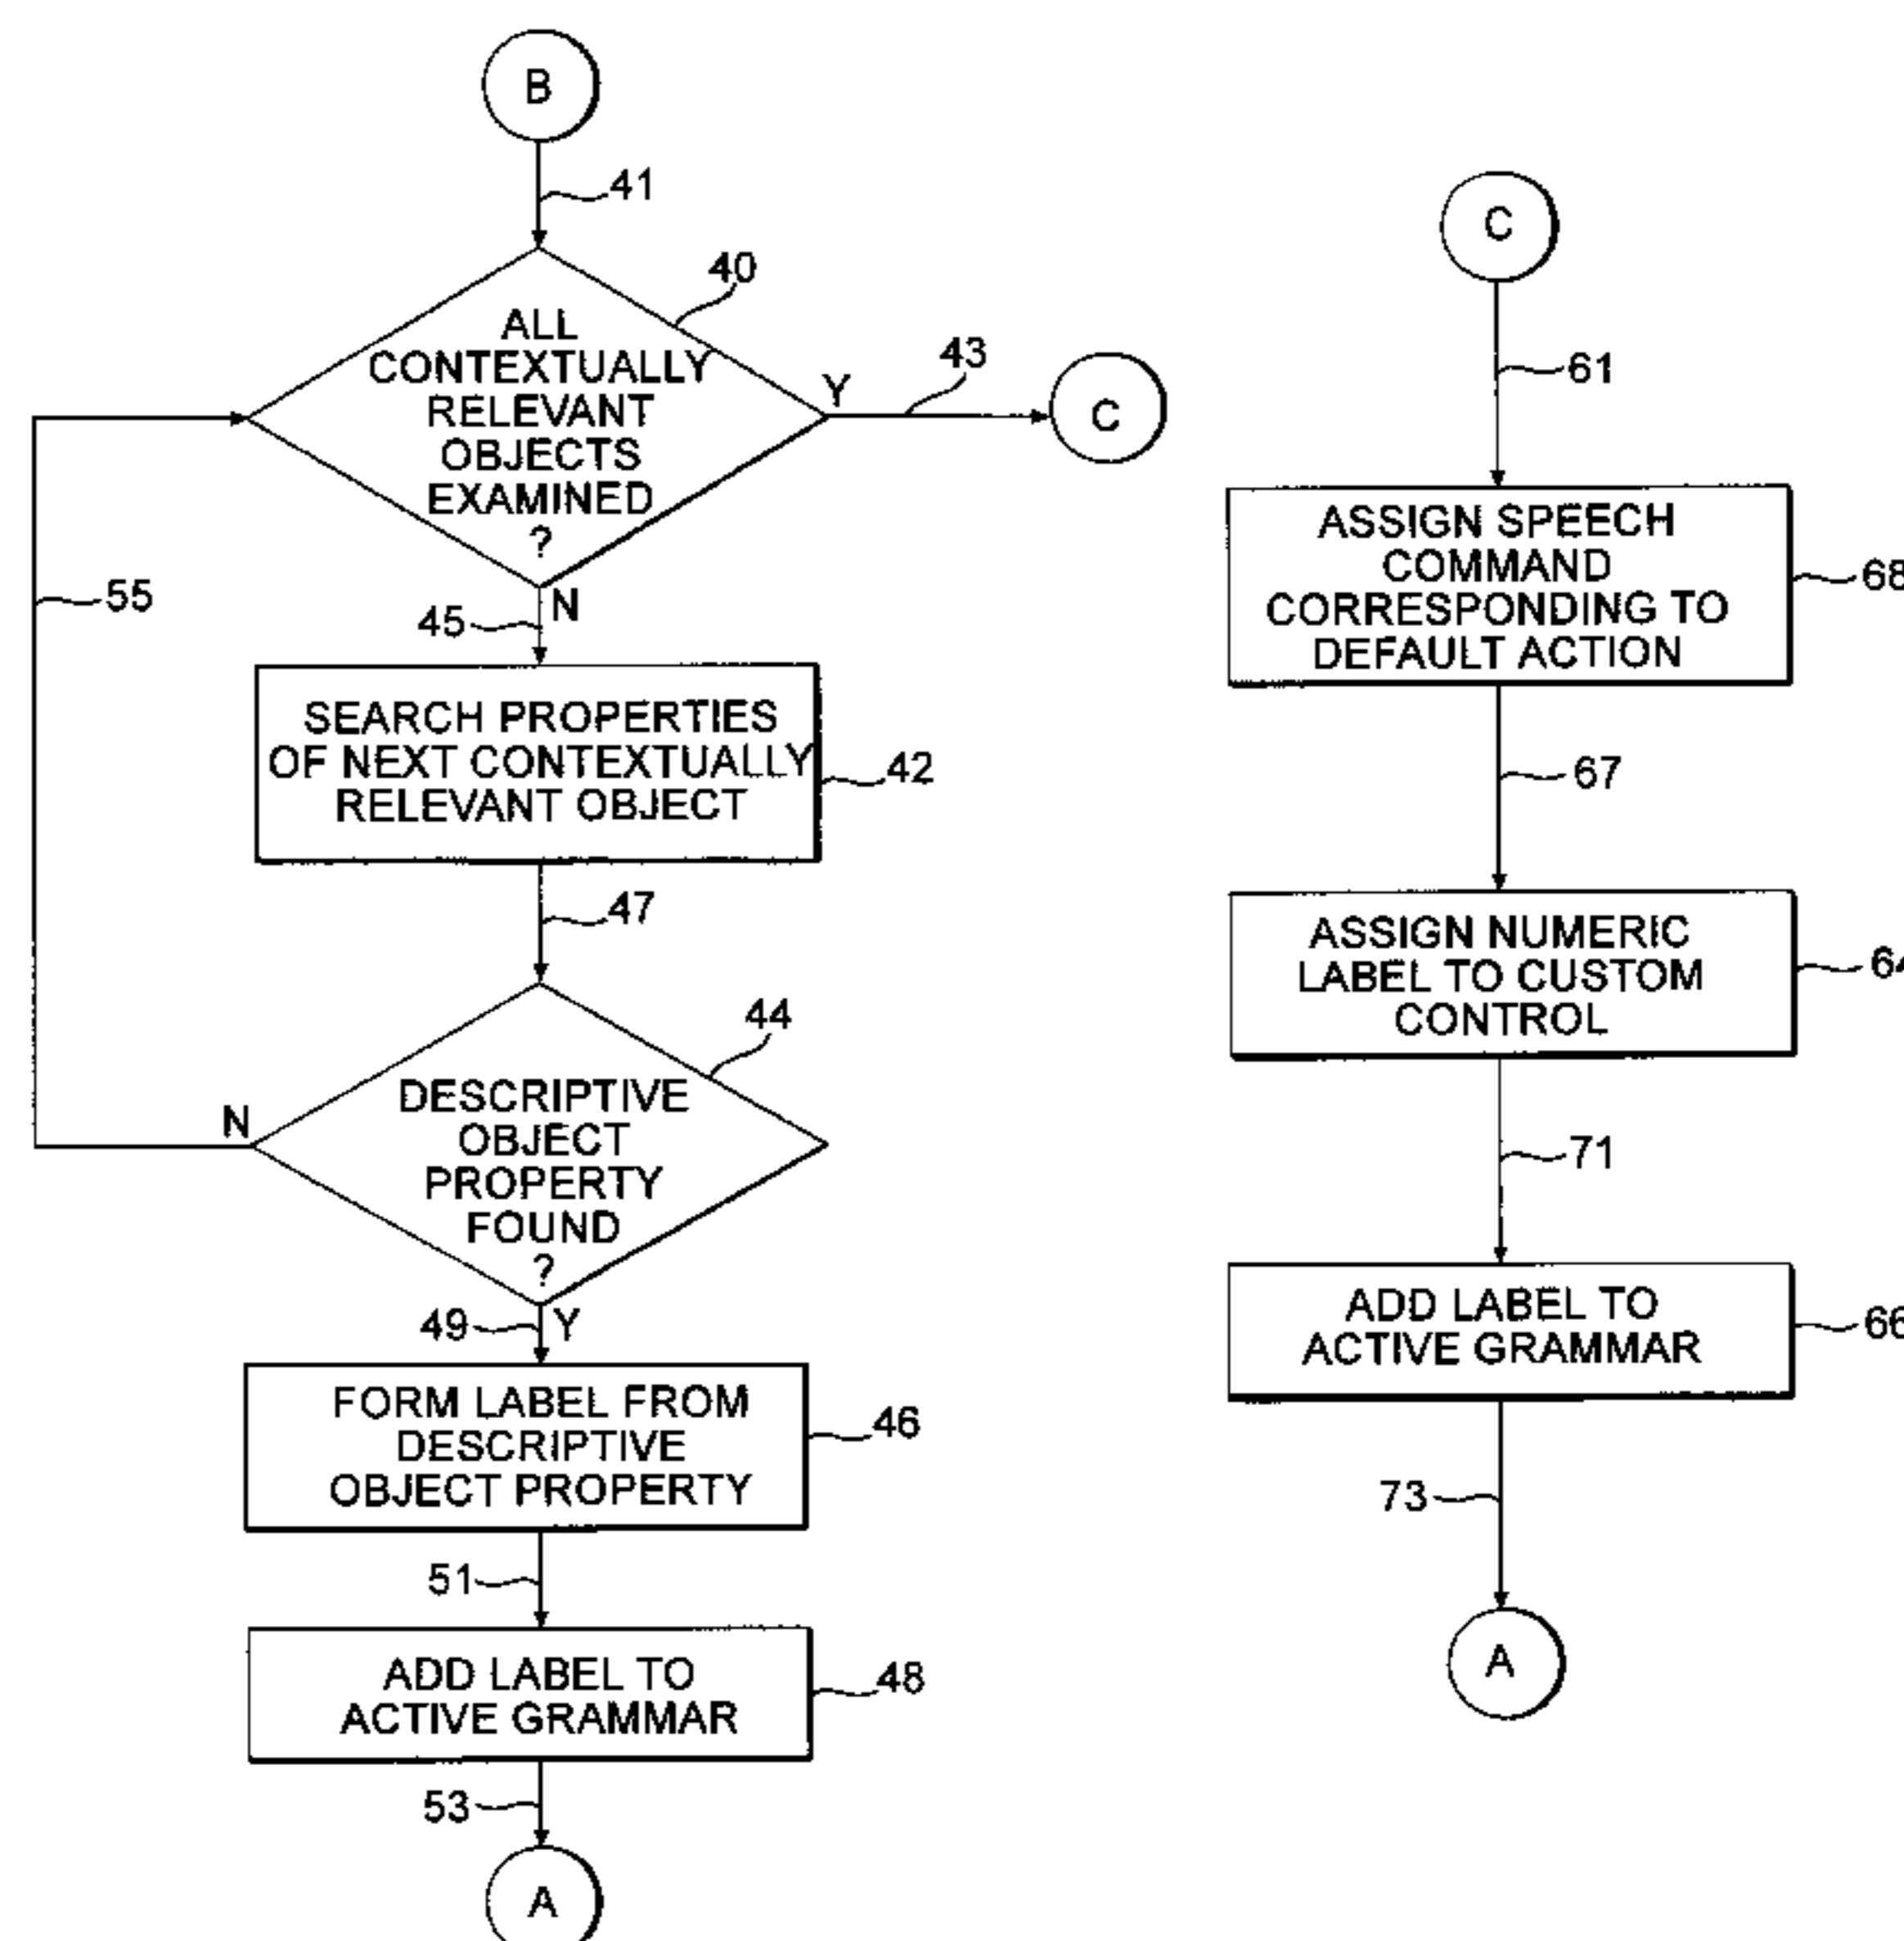 B
41
40
ALL
CONTEXTUALLY
RELEVANT
OBJECTS
EXAMINED
?
Y
43
C
N
45
55
SEARCH PROPERTIES
OF NEXT CONTEXTUALLY
RELEVANT OBJECT
42
47
44
DESCRIPTIVE
OBJECT
PROPERTY
FOUND
?
N
49
Y
FORM LABEL FROM
DESCRIPTIVE
OBJECT PROPERTY
46
51
ADD LABEL TO
ACTIVE GRAMMAR
48
53
A
C
61
ASSIGN SPEECH
COMMAND
CORRESPONDING TO
DEFAULT ACTION
68
67
ASSIGN NUMERIC
LABEL TO CUSTOM
CONTROL
64
71
ADD LABEL TO
ACTIVE GRAMMAR
66
73
A